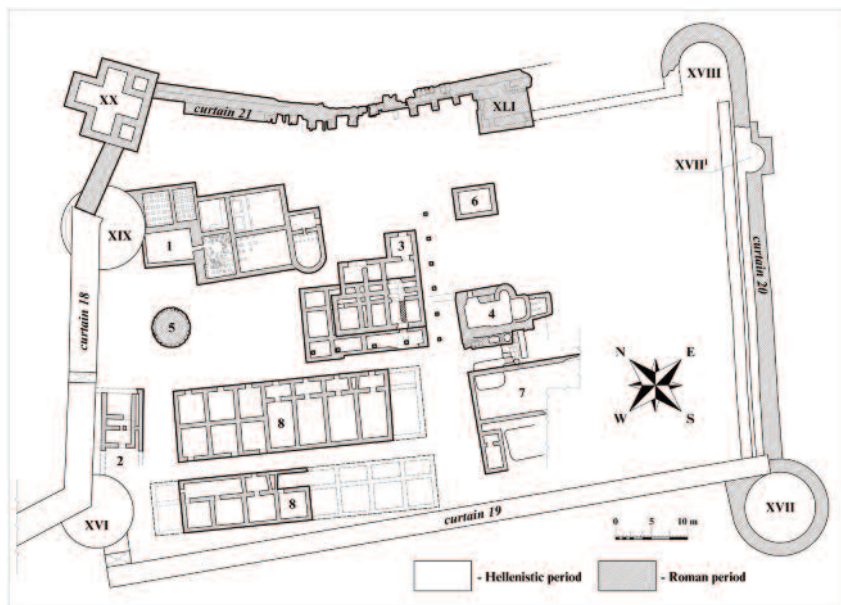 XX
curtain 21
XLI
XVIII
XVII¹
XIX
1
6
3
4
curtain 18
5
curtain 20
N E
W S
7
8
2
8
XVI
curtain 19
XVII
0 5 10 m
- Hellenistic period
- Roman period